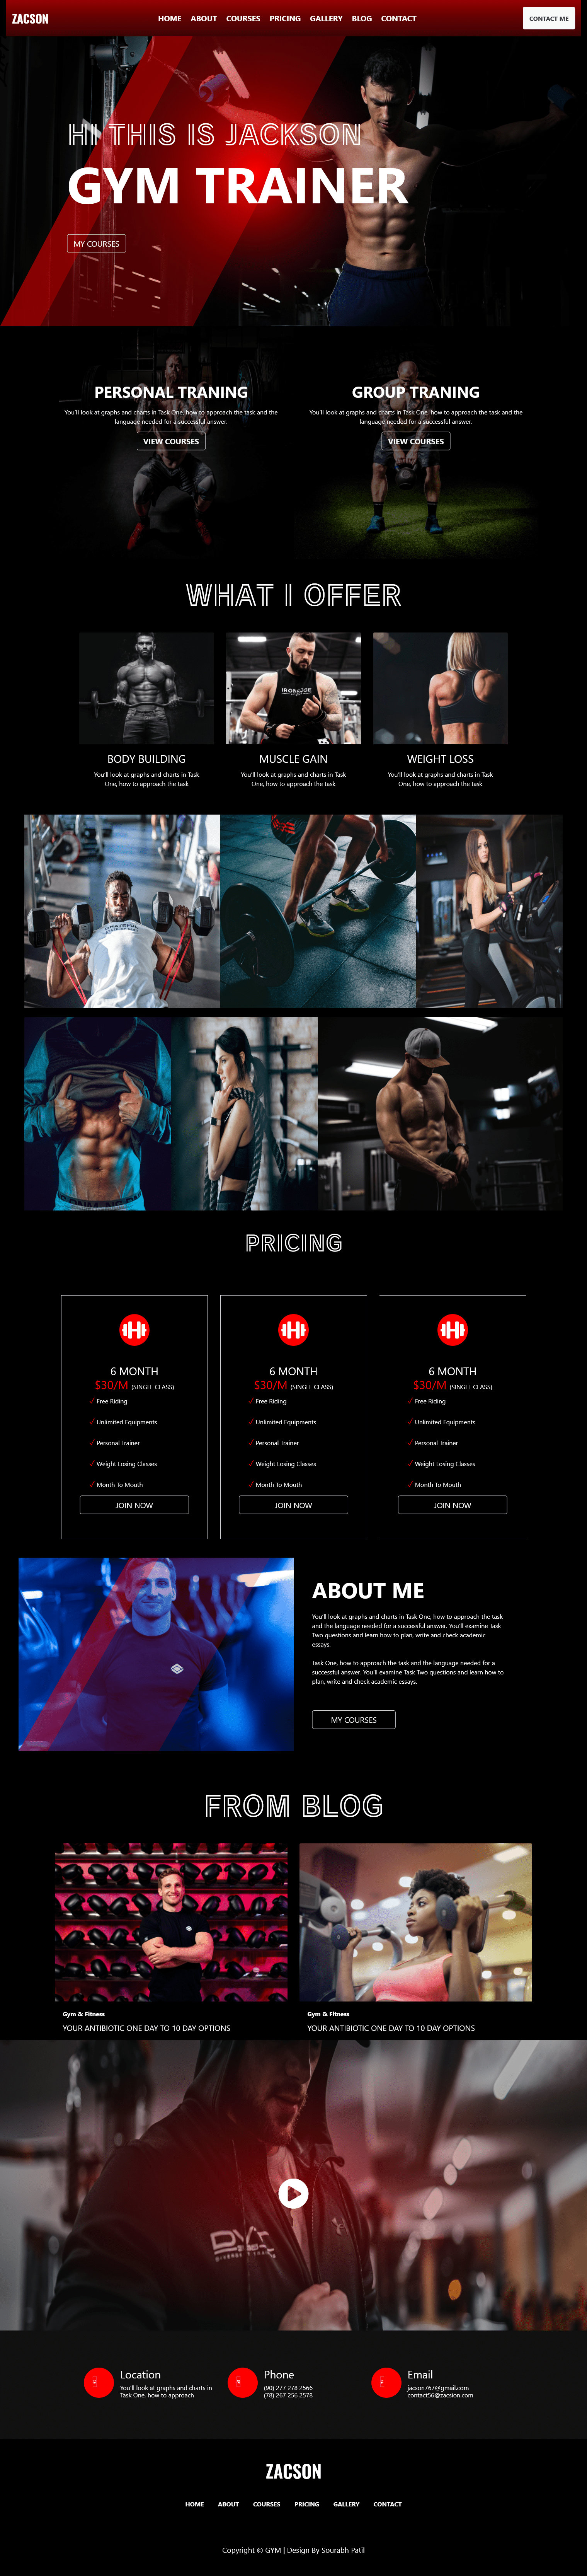 ZACSON
HOME ABOUT COURSES PRICING GALLERY BLOG CONTACT
CONTACT ME
HI THIS IS JACKSON
GYM TRAINER
MY COURSES
PERSONAL TRANING
You'll look at graphs and charts in Task One, how to approach the task and the
language needed for a successful answer.
VIEW COURSES
GROUP TRANING
You'll look at graphs and charts in Task One, how to approach the task and the
language needed for a successful answer.
VIEW COURSES
WHAT I OFFER
BODY BUILDING
You'll look at graphs and charts in Task
One, how to approach the task
MUSCLE GAIN
You'll look at graphs and charts in Task
One, how to approach the task
WEIGHT LOSS
You'll look at graphs and charts in Task
One, how to approach the task
PRICING
6 MONTH
$30/M (SINGLE CLASS)
✓ Free Riding
✓ Unlimited Equipments
✓ Personal Trainer
✓ Weight Losing Classes
✓ Month To Mouth
JOIN NOW
6 MONTH
$30/M (SINGLE CLASS)
✓ Free Riding
✓ Unlimited Equipments
✓ Personal Trainer
✓ Weight Losing Classes
✓ Month To Mouth
JOIN NOW
6 MONTH
$30/M (SINGLE CLASS)
✓ Free Riding
✓ Unlimited Equipments
✓ Personal Trainer
✓ Weight Losing Classes
✓ Month To Mouth
JOIN NOW
ABOUT ME
You'll look at graphs and charts in Task One, how to approach the task
and the language needed for a successful answer. You'll examine Task
Two questions and learn how to plan, write and check academic
essays.
Task One, how to approach the task and the language needed for a
successful answer. You'll examine Task Two questions and learn how to
plan, write and check academic essays.
MY COURSES
FROM BLOG
Gym & Fitness
YOUR ANTIBIOTIC ONE DAY TO 10 DAY OPTIONS
Gym & Fitness
YOUR ANTIBIOTIC ONE DAY TO 10 DAY OPTIONS
Location
You'll look at graphs and charts in
Task One, how to approach
Phone
(90) 277 278 2566
(78) 267 256 2578
Email
jacson767@gmail.com
contact56@zacsion.com
ZACSON
HOME ABOUT COURSES PRICING GALLERY CONTACT
Copyright © GYM | Design By Sourabh Patil